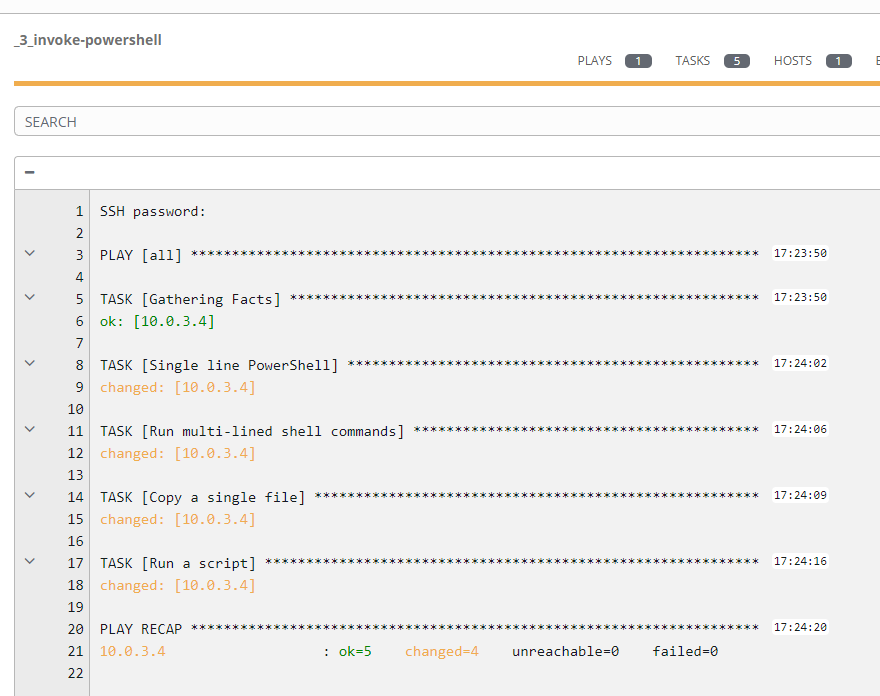 _3_invoke-powershell
PLAYS 1 TASKS 5 HOSTS 1
SEARCH
1 SSH password:
2
3 PLAY [all] ********************************************************************* 17:23:50
4
5 TASK [Gathering Facts] ********************************************************* 17:23:50
6 ok: [10.0.3.4]
7
8 TASK [Single line PowerShell] ************************************************** 17:24:02
9 changed: [10.0.3.4]
10
11 TASK [Run multi-lined shell commands] ****************************************** 17:24:06
12 changed: [10.0.3.4]
13
14 TASK [Copy a single file] ****************************************************** 17:24:09
15 changed: [10.0.3.4]
16
17 TASK [Run a script] ************************************************************ 17:24:16
18 changed: [10.0.3.4]
19
20 PLAY RECAP ********************************************************************* 17:24:20
21 10.0.3.4 : ok=5 changed=4 unreachable=0 failed=0
22